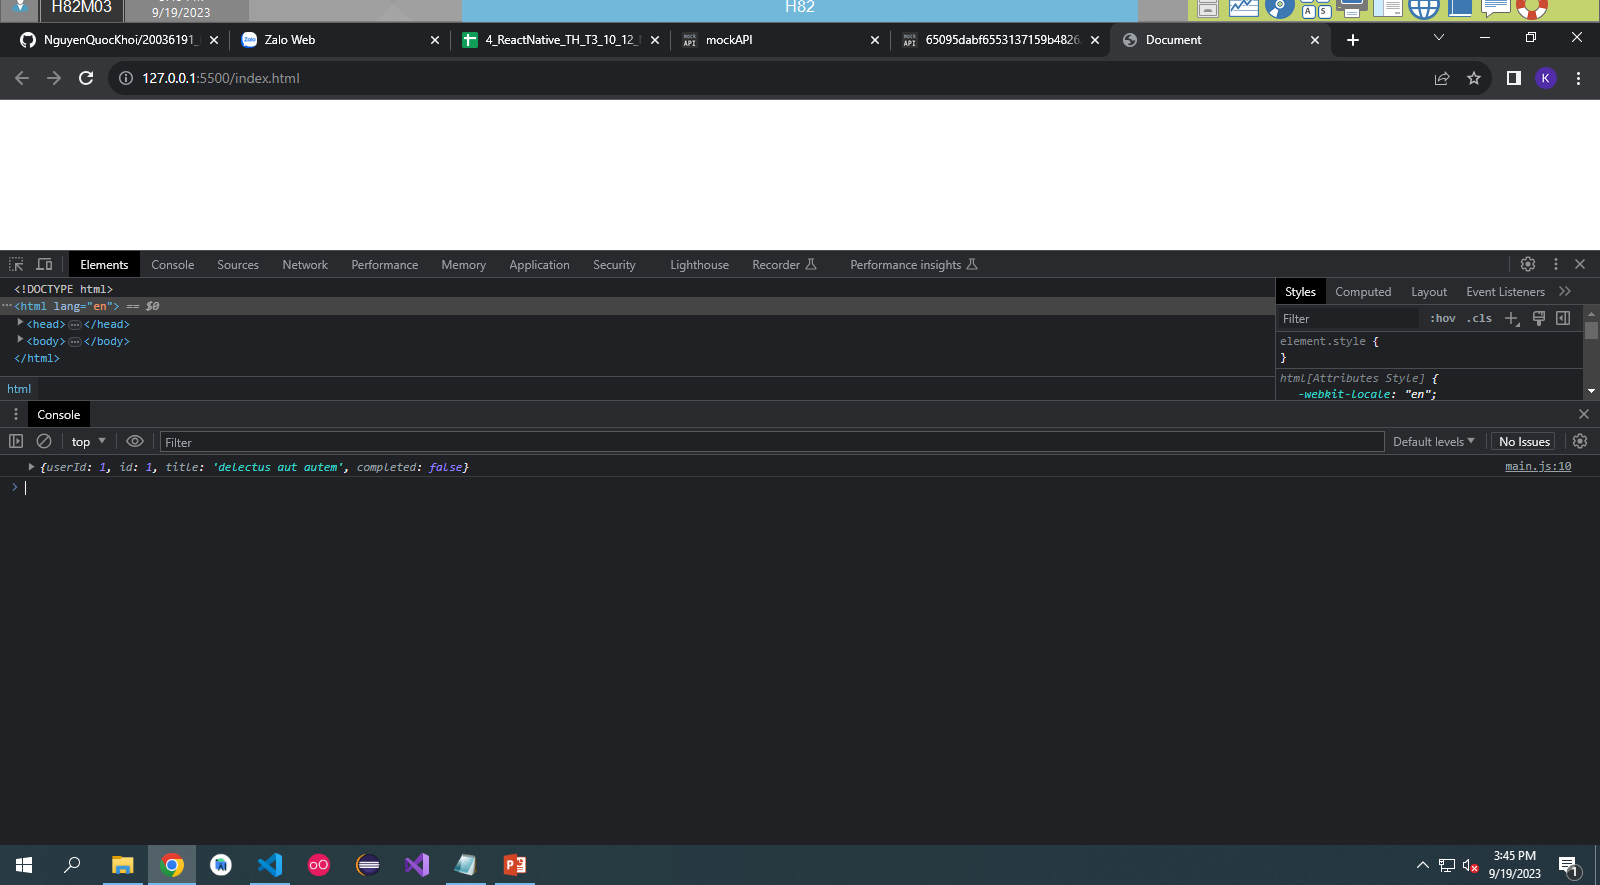 H82M03
9/19/2023
H82
A S
NguyenQuocKhoi/20036191_
Zalo Web
4_ReactNative_TH_T3_10_12_
mockAPI
65095dabf6553137159b4826.
Document
127.0.0.1:5500/index.html
K
Elements Console Sources Network Performance Memory Application Security Lighthouse Recorder Performance insights
<!DOCTYPE html>
<html lang="en"> == $0
<head> ··· </head>
<body> ··· </body>
</html>
html
Styles Computed Layout Event Listeners
Filter :hov .cls
element.style {
}
html[Attributes Style] {
-webkit-locale: "en";
Console
top Filter Default levels No Issues
{userId: 1, id: 1, title: 'delectus aut autem', completed: false} main.js:10
3:45 PM
9/19/2023
1